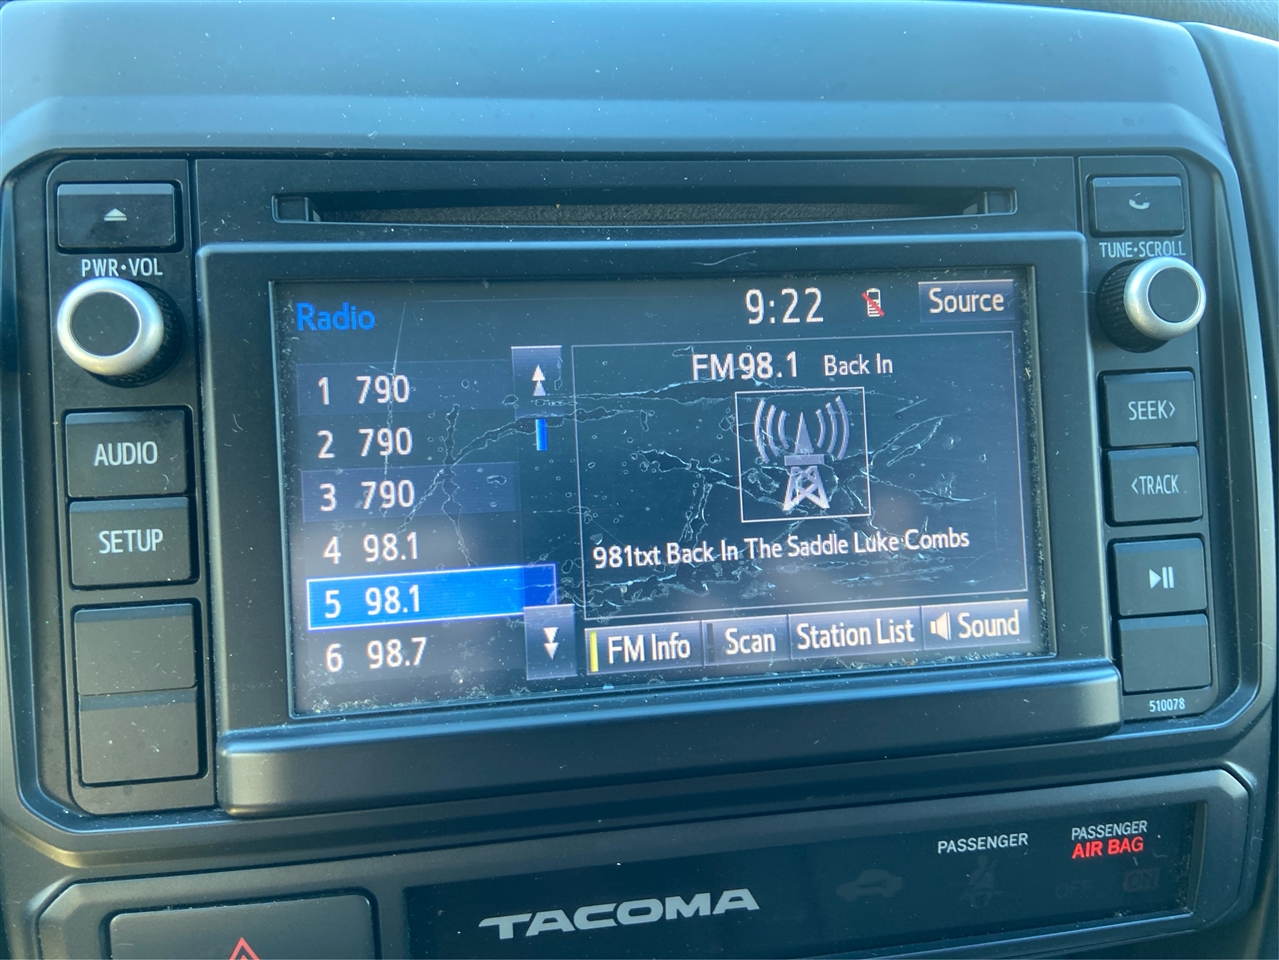 PWR•VOL
AUDIO
SETUP
Radio
9:22
Source
1 790
2 790
3 790
4 98.1
5 98.1
6 98.7
FM98.1 Back In
981txt Back In The Saddle Luke Combs
FM Info
Scan
Station List
Sound
TUNE•SCROLL
SEEK>
<TRACK
510078
PASSENGER
PASSENGER
AIR BAG
OFF
ON
TACOMA